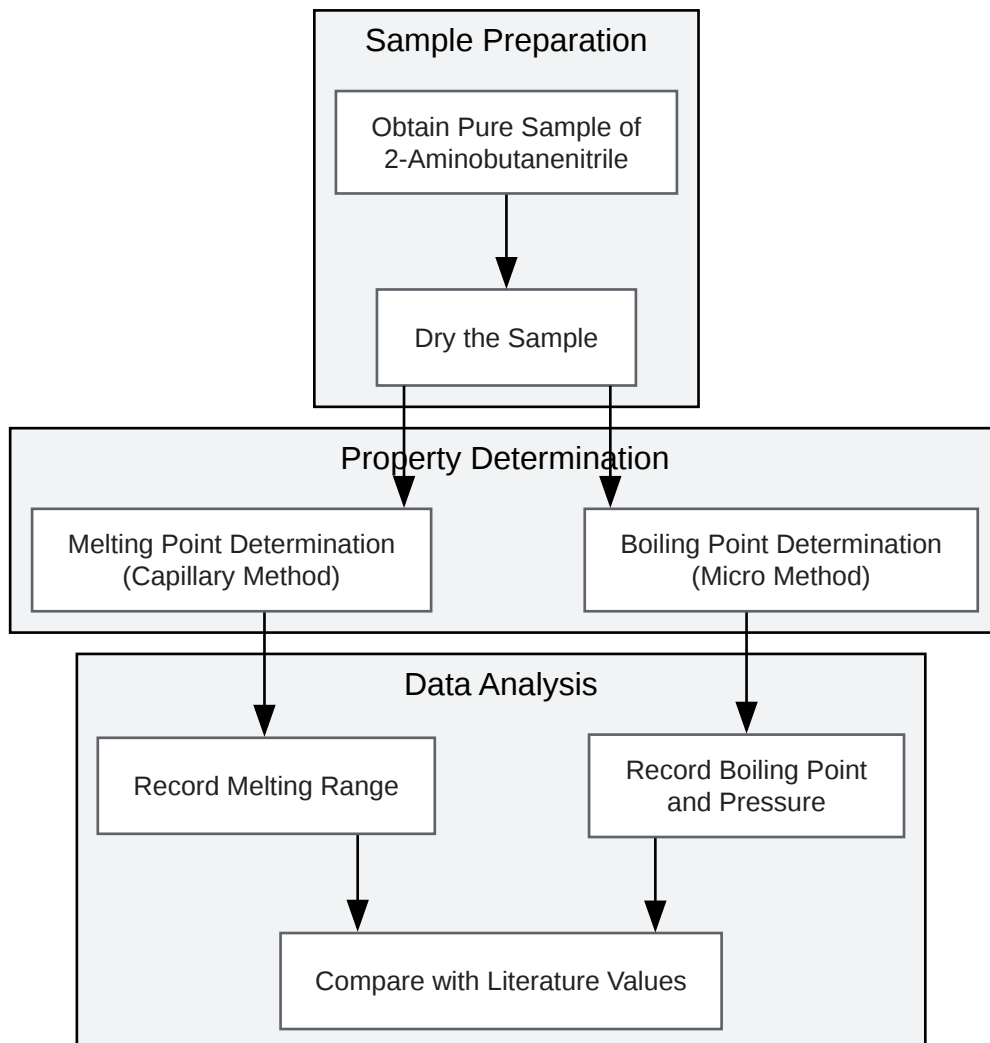 Sample Preparation
Obtain Pure Sample of
2-Aminobutanenitrile
Dry the Sample
Property Determination
Melting Point Determination
(Capillary Method)
Boiling Point Determination
(Micro Method)
Data Analysis
Record Melting Range
Record Boiling Point
and Pressure
Compare with Literature Values